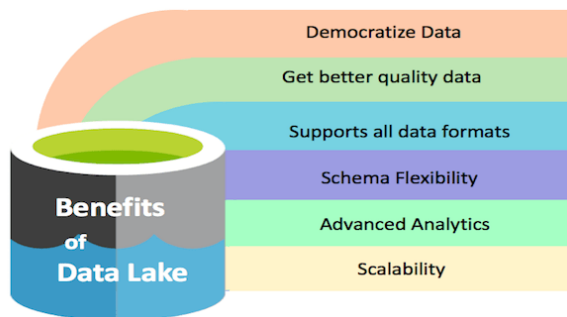 Democratize Data
Get better quality data
Supports all data formats
Schema Flexibility
Advanced Analytics
Scalability
Benefits
of
Data Lake